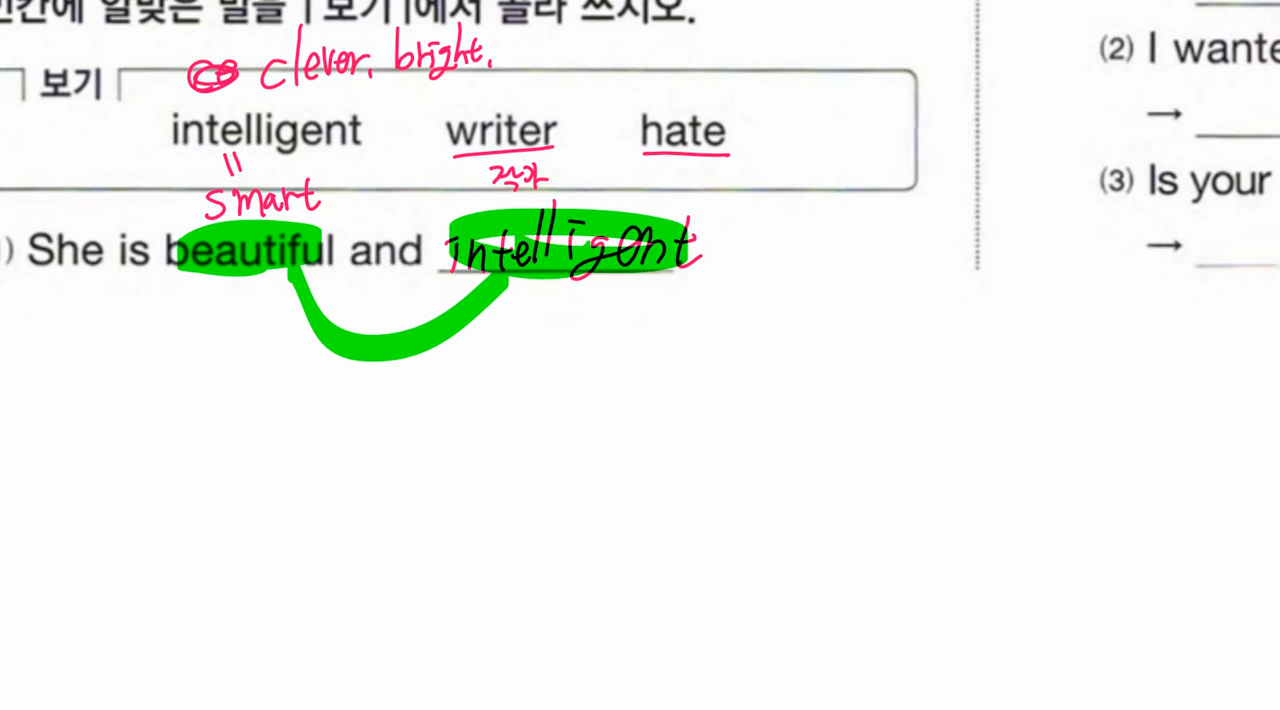 빈칸에 알맞은 말을 |보기|에서 골라 쓰시오.
clever, bright,
보기
intelligent writer hate
=
smart
작가
) She is beautiful and intelligent
(2) I wante
→
(3) Is your
→